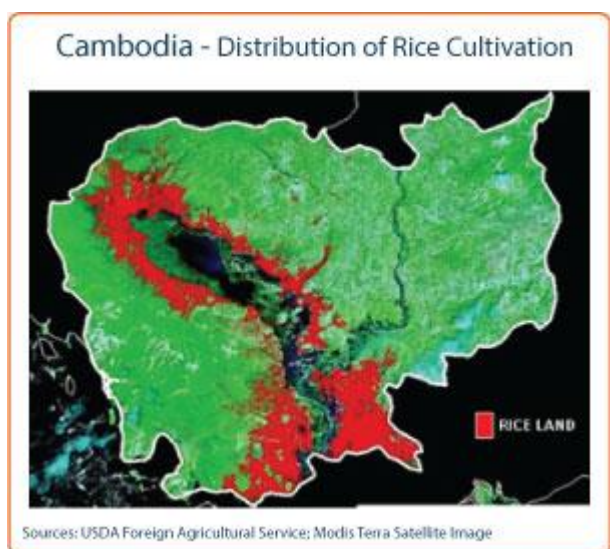 Cambodia - Distribution of Rice Cultivation
RICE LAND
Sources: USDA Foreign Agricultural Service; Modis Terra Satellite Image